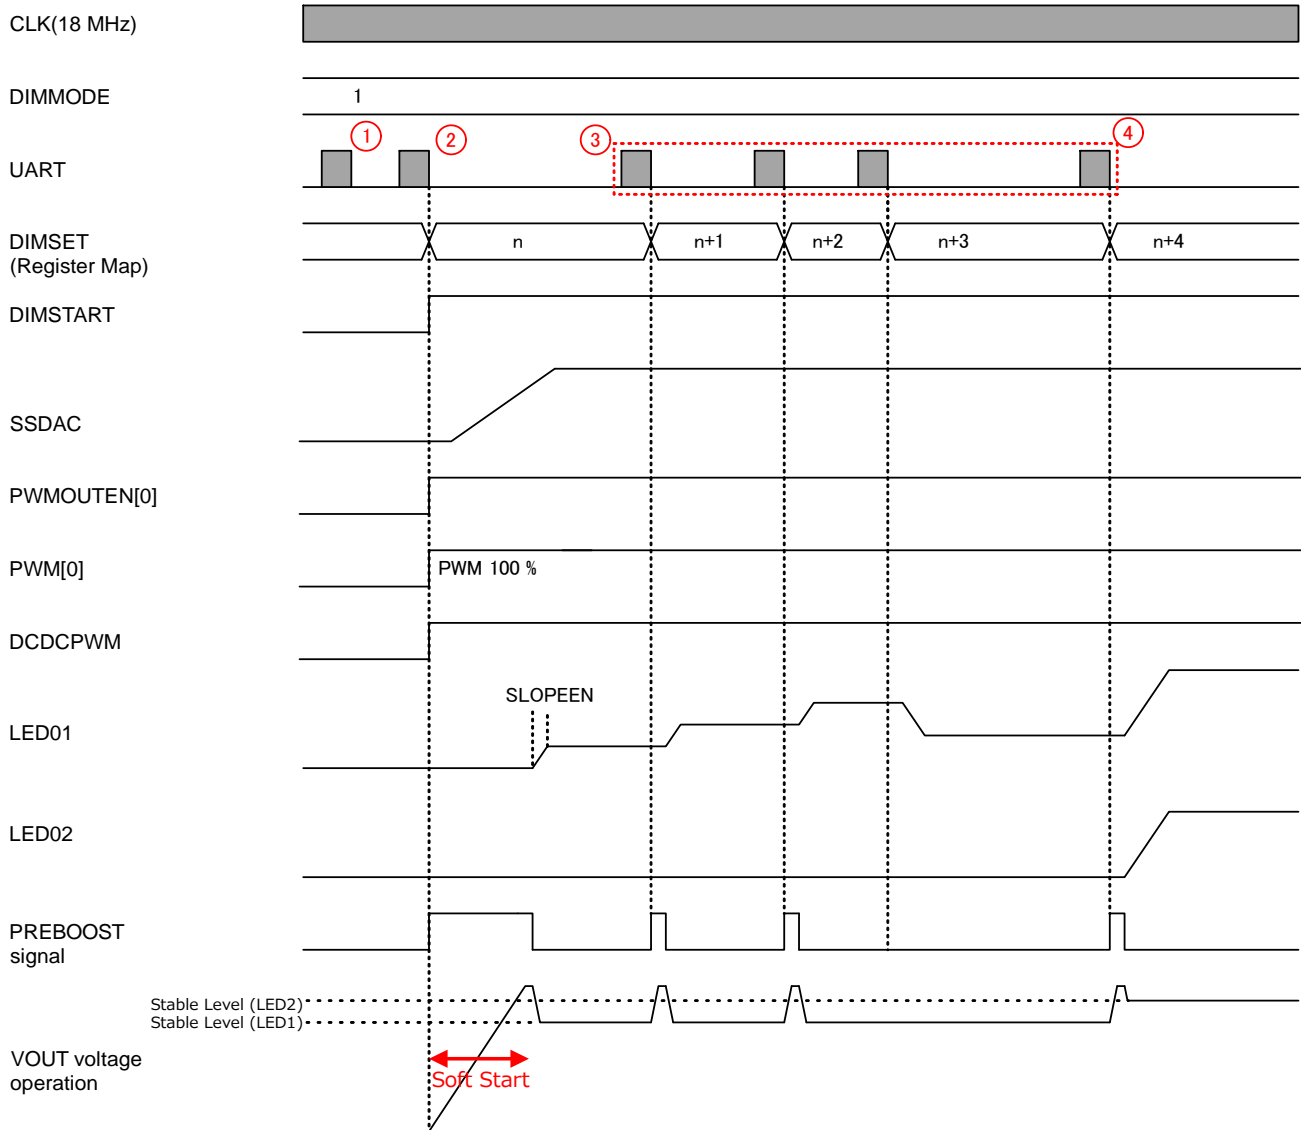 CLK(18 MHz)
DIMMODE
1
① ② ③ ④
UART
DIMSET
(Register Map)
n n+1 n+2 n+3 n+4
DIMSTART
SSDAC
PWMOUTEN[0]
PWM[0]
PWM 100 %
DCDCPWM
SLOPEEN
LED01
LED02
PREBOOST
signal
Stable Level (LED2)
Stable Level (LED1)
VOUT voltage
operation
Soft Start